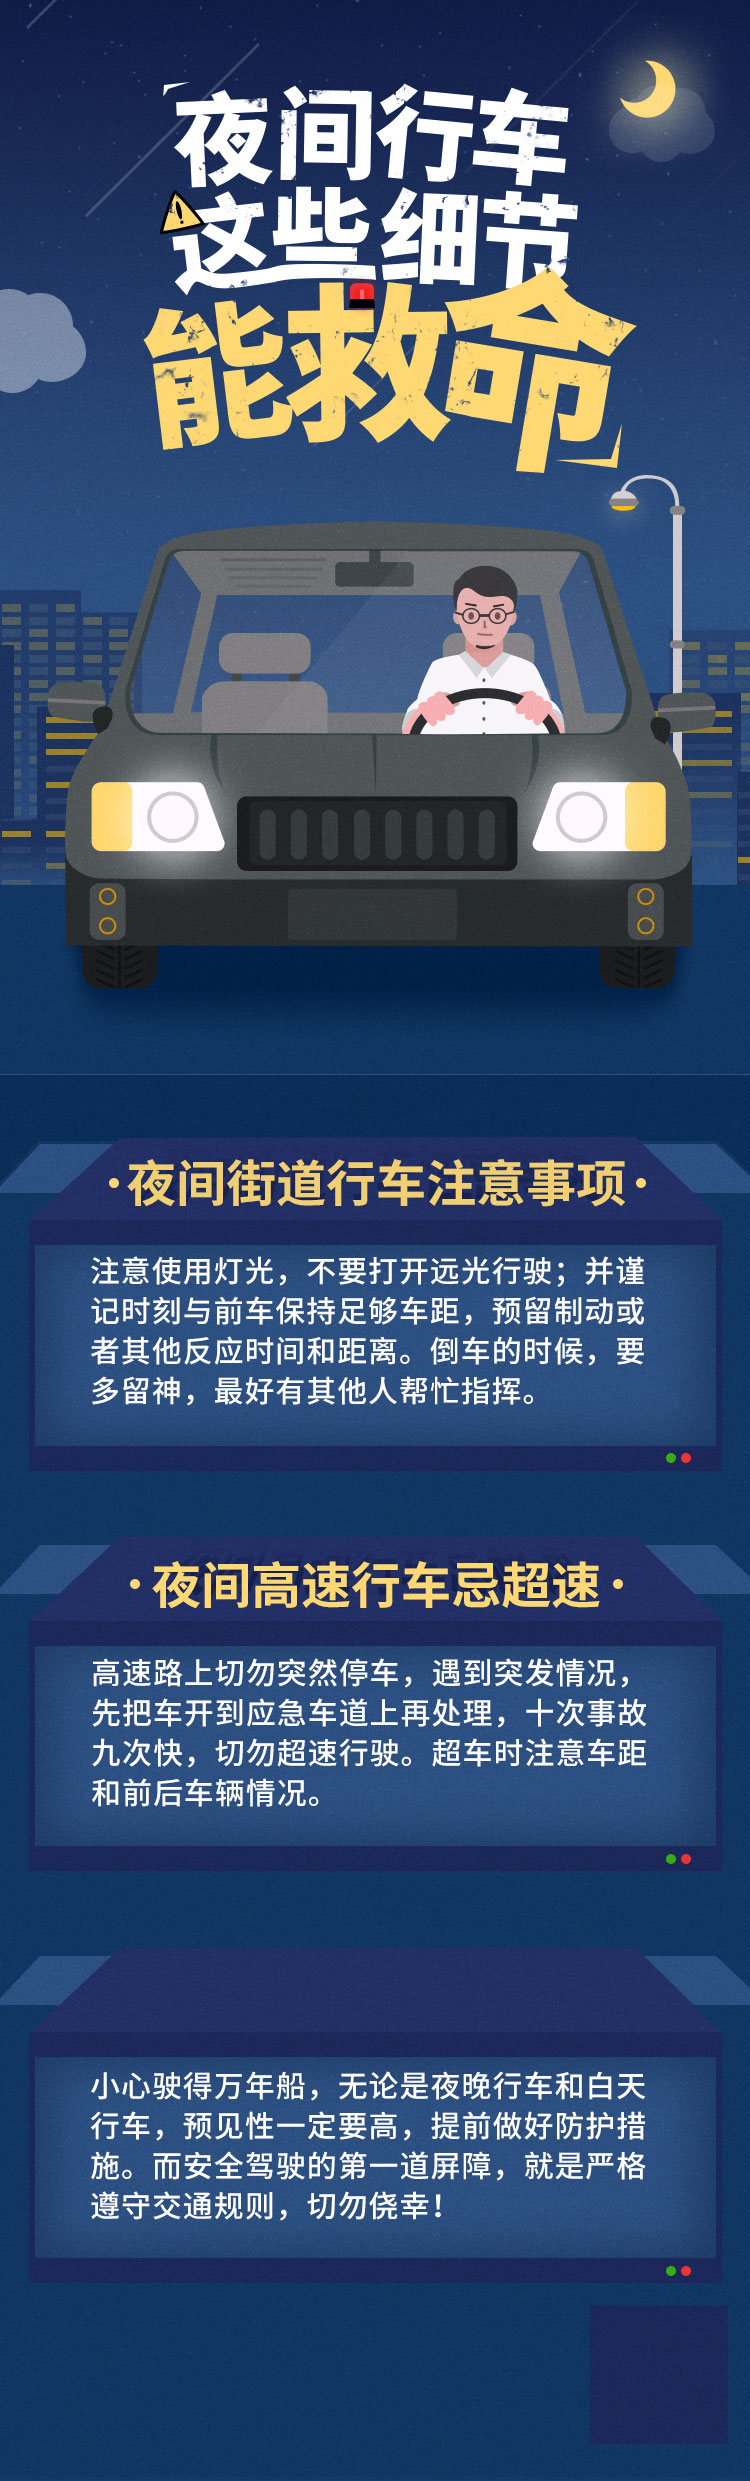 夜间行车
这些细节
能救命
·夜间街道行车注意事项·
注意使用灯光，不要打开远光行驶；并谨
记时刻与前车保持足够车距，预留制动或
者其他反应时间和距离。倒车的时候，要
多留神，最好有其他人帮忙指挥。
·夜间高速行车忌超速·
高速路上切勿突然停车，遇到突发情况，
先把车开到应急车道上再处理，十次事故
九次快，切勿超速行驶。超车时注意车距
和前后车辆情况。
小心驶得万年船，无论是夜晚行车和白天
行车，预见性一定要高，提前做好防护措
施。而安全驾驶的第一道屏障，就是严格
遵守交通规则，切勿侥幸！